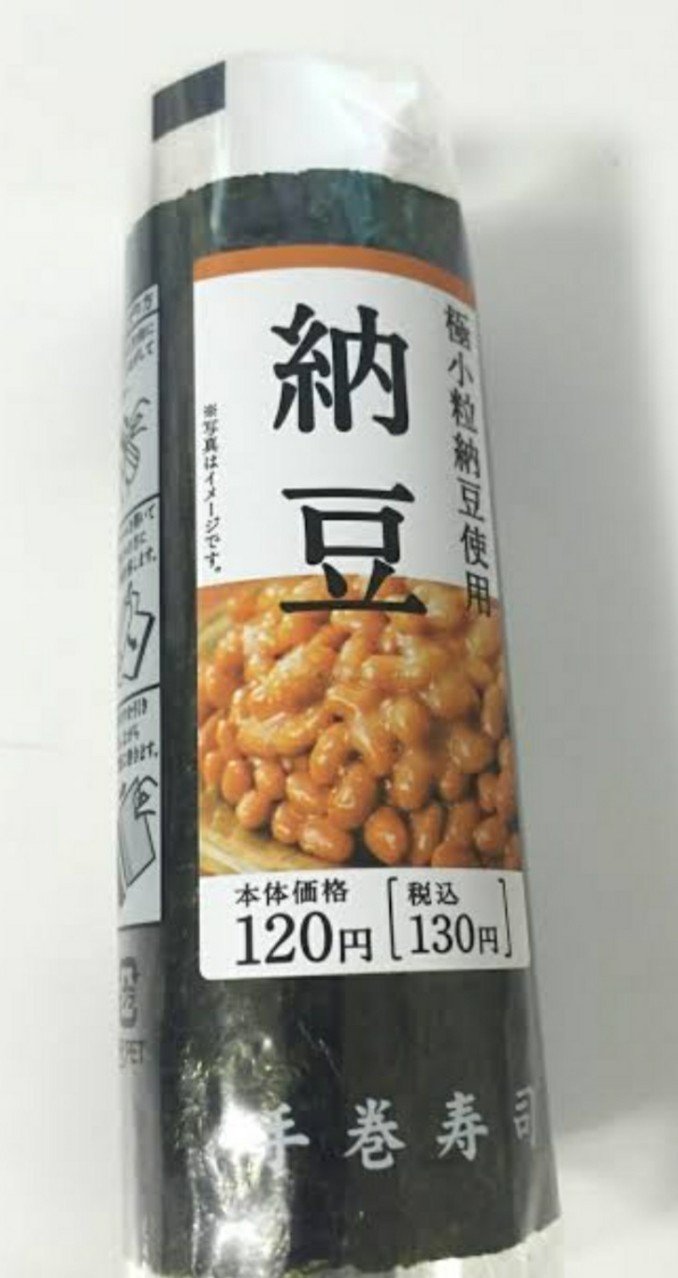 極小粒納豆使用
納豆
※写真はイメージです。
本体価格
120円
税込
130円
手巻寿司